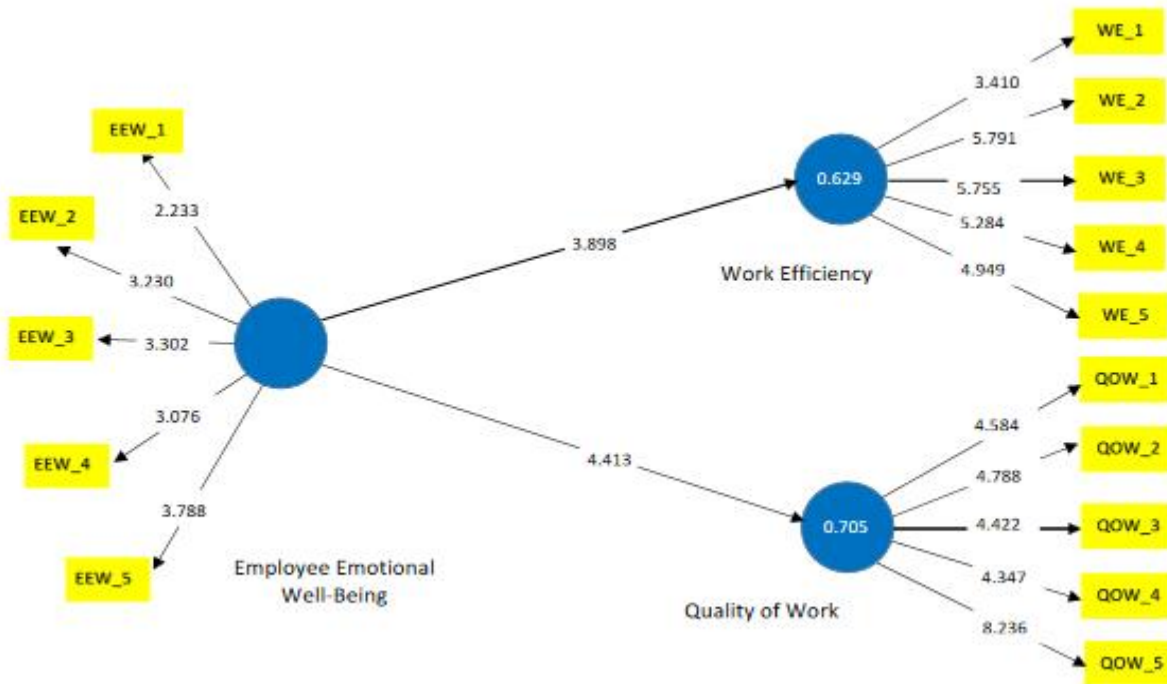 EEW_1
EEW_2
EEW_3
EEW_4
EEW_5
2.233
3.230
3.302
3.076
3.788
Employee Emotional
Well-Being
3.898
4.413
0.629
Work Efficiency
0.705
Quality of Work
3.410
5.791
5.755
5.284
4.949
WE_1
WE_2
WE_3
WE_4
WE_5
4.584
4.788
4.422
4.347
8.236
QOW_1
QOW_2
QOW_3
QOW_4
QOW_5